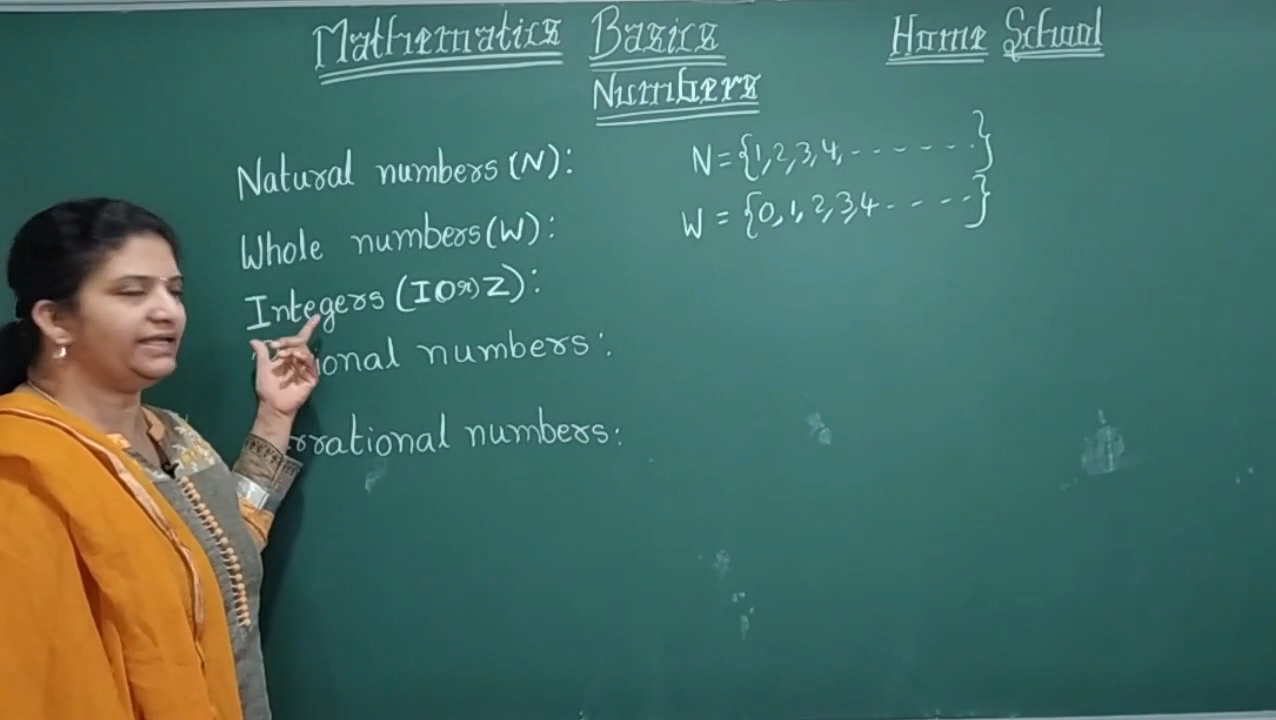 Mathematics Basics Home School
Numbers
Natural numbers (N): N = {1, 2, 3, 4, - - - - - - -}
Whole numbers (W): W = {0, 1, 2, 3, 4 - - - - -}
Integers (I Or) Z):
ional numbers:
rrational numbers: